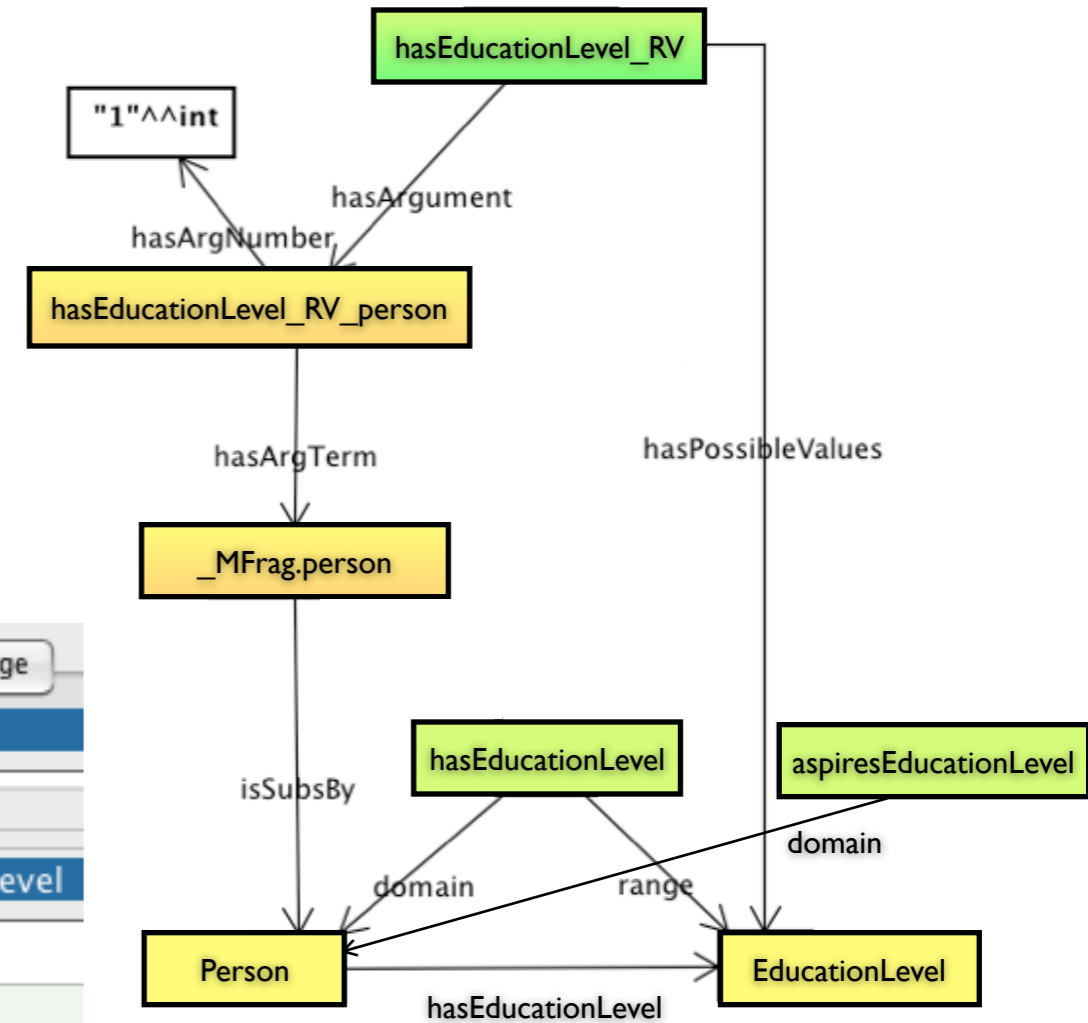 hasEducationLevel_RV
"1"^^int
hasArgument
hasArgNumber
hasEducationLevel_RV_person
hasArgTerm
hasPossibleValues
_MFrag.person
ge
hasEducationLevel
aspiresEducationLevel
isSubsBy
domain
evel
domain
range
Person
EducationLevel
hasEducationLevel